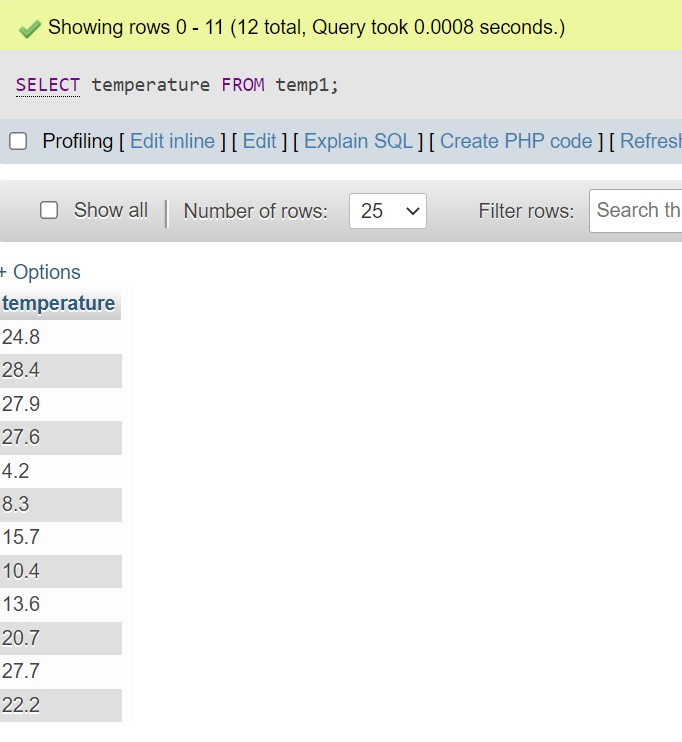 Showing rows 0 - 11 (12 total, Query took 0.0008 seconds.)
SELECT temperature FROM temp1;
Profiling [ Edit inline ] [ Edit ] [ Explain SQL ] [ Create PHP code ] [ Refresh
Show all | Number of rows: 25 Filter rows: Search th
+ Options
temperature
24.8
28.4
27.9
27.6
4.2
8.3
15.7
10.4
13.6
20.7
27.7
22.2